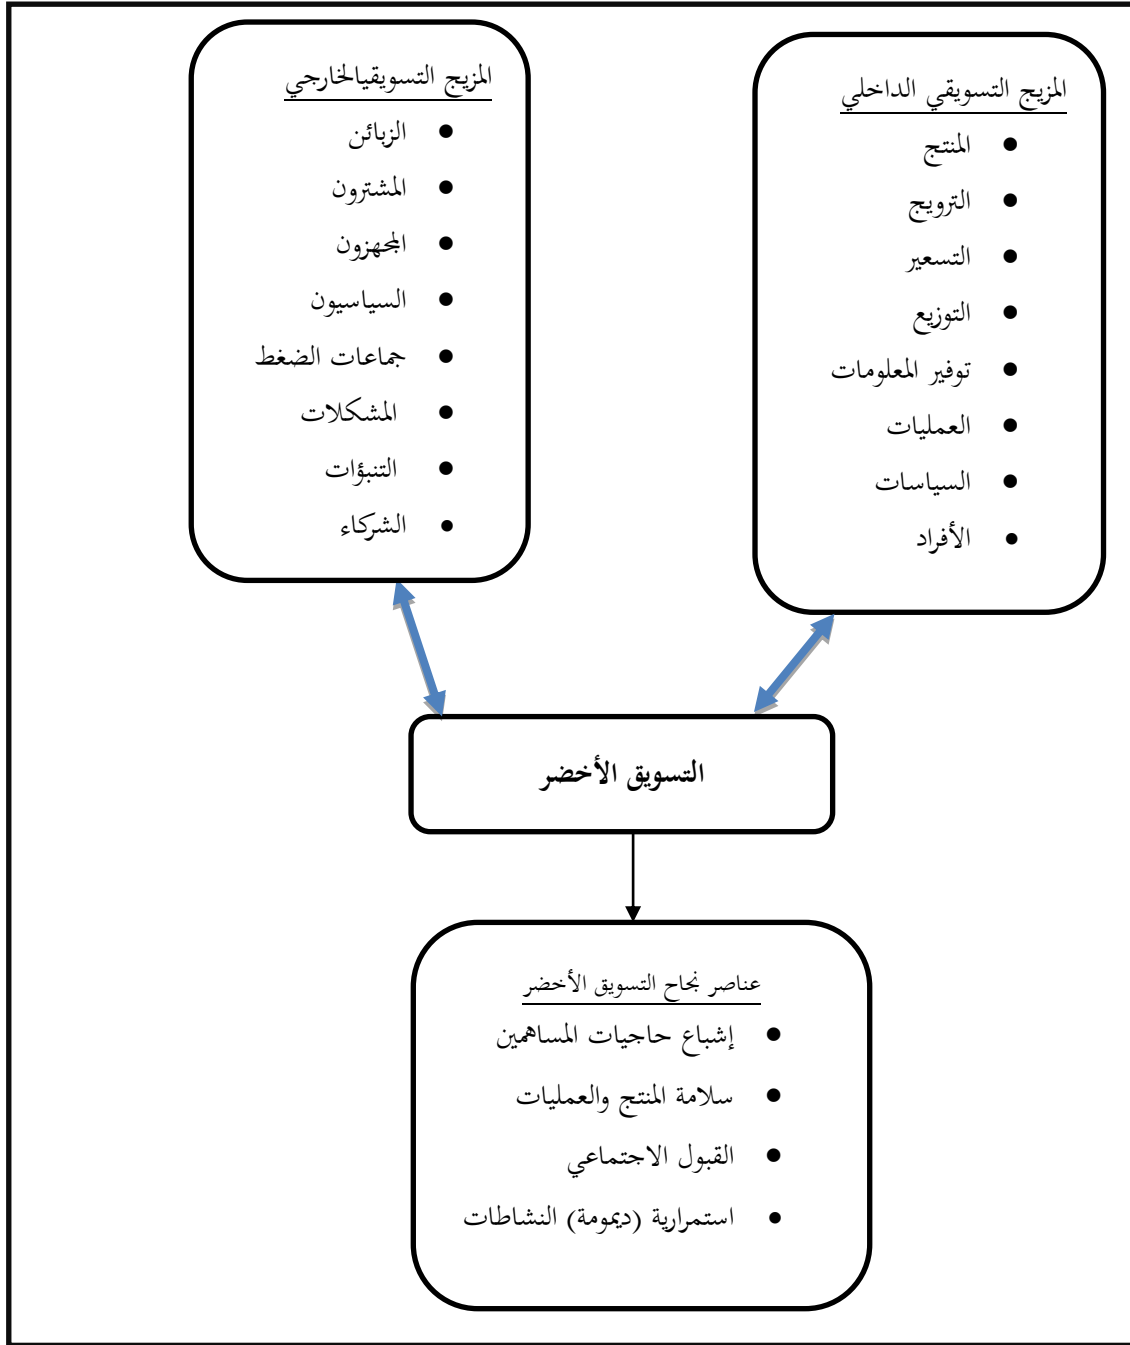 المزيج التسويقي الداخلي
المنتج
الترويج
التسعير
التوزيع
توفير المعلومات
العمليات
السياسات
الأفراد
المزيج التسويقيالخارجي
الزبائن
المشترون
المجهزون
السياسيون
جماعات الضغط
المشكلات
التنبؤات
الشركاء
التسويق الأخضر
عناصر نجاح التسويق الأخضر
إشباع حاجيات المساهمين
سلامة المنتج والعمليات
القبول الاجتماعي
استمرارية (ديمومة) النشاطات